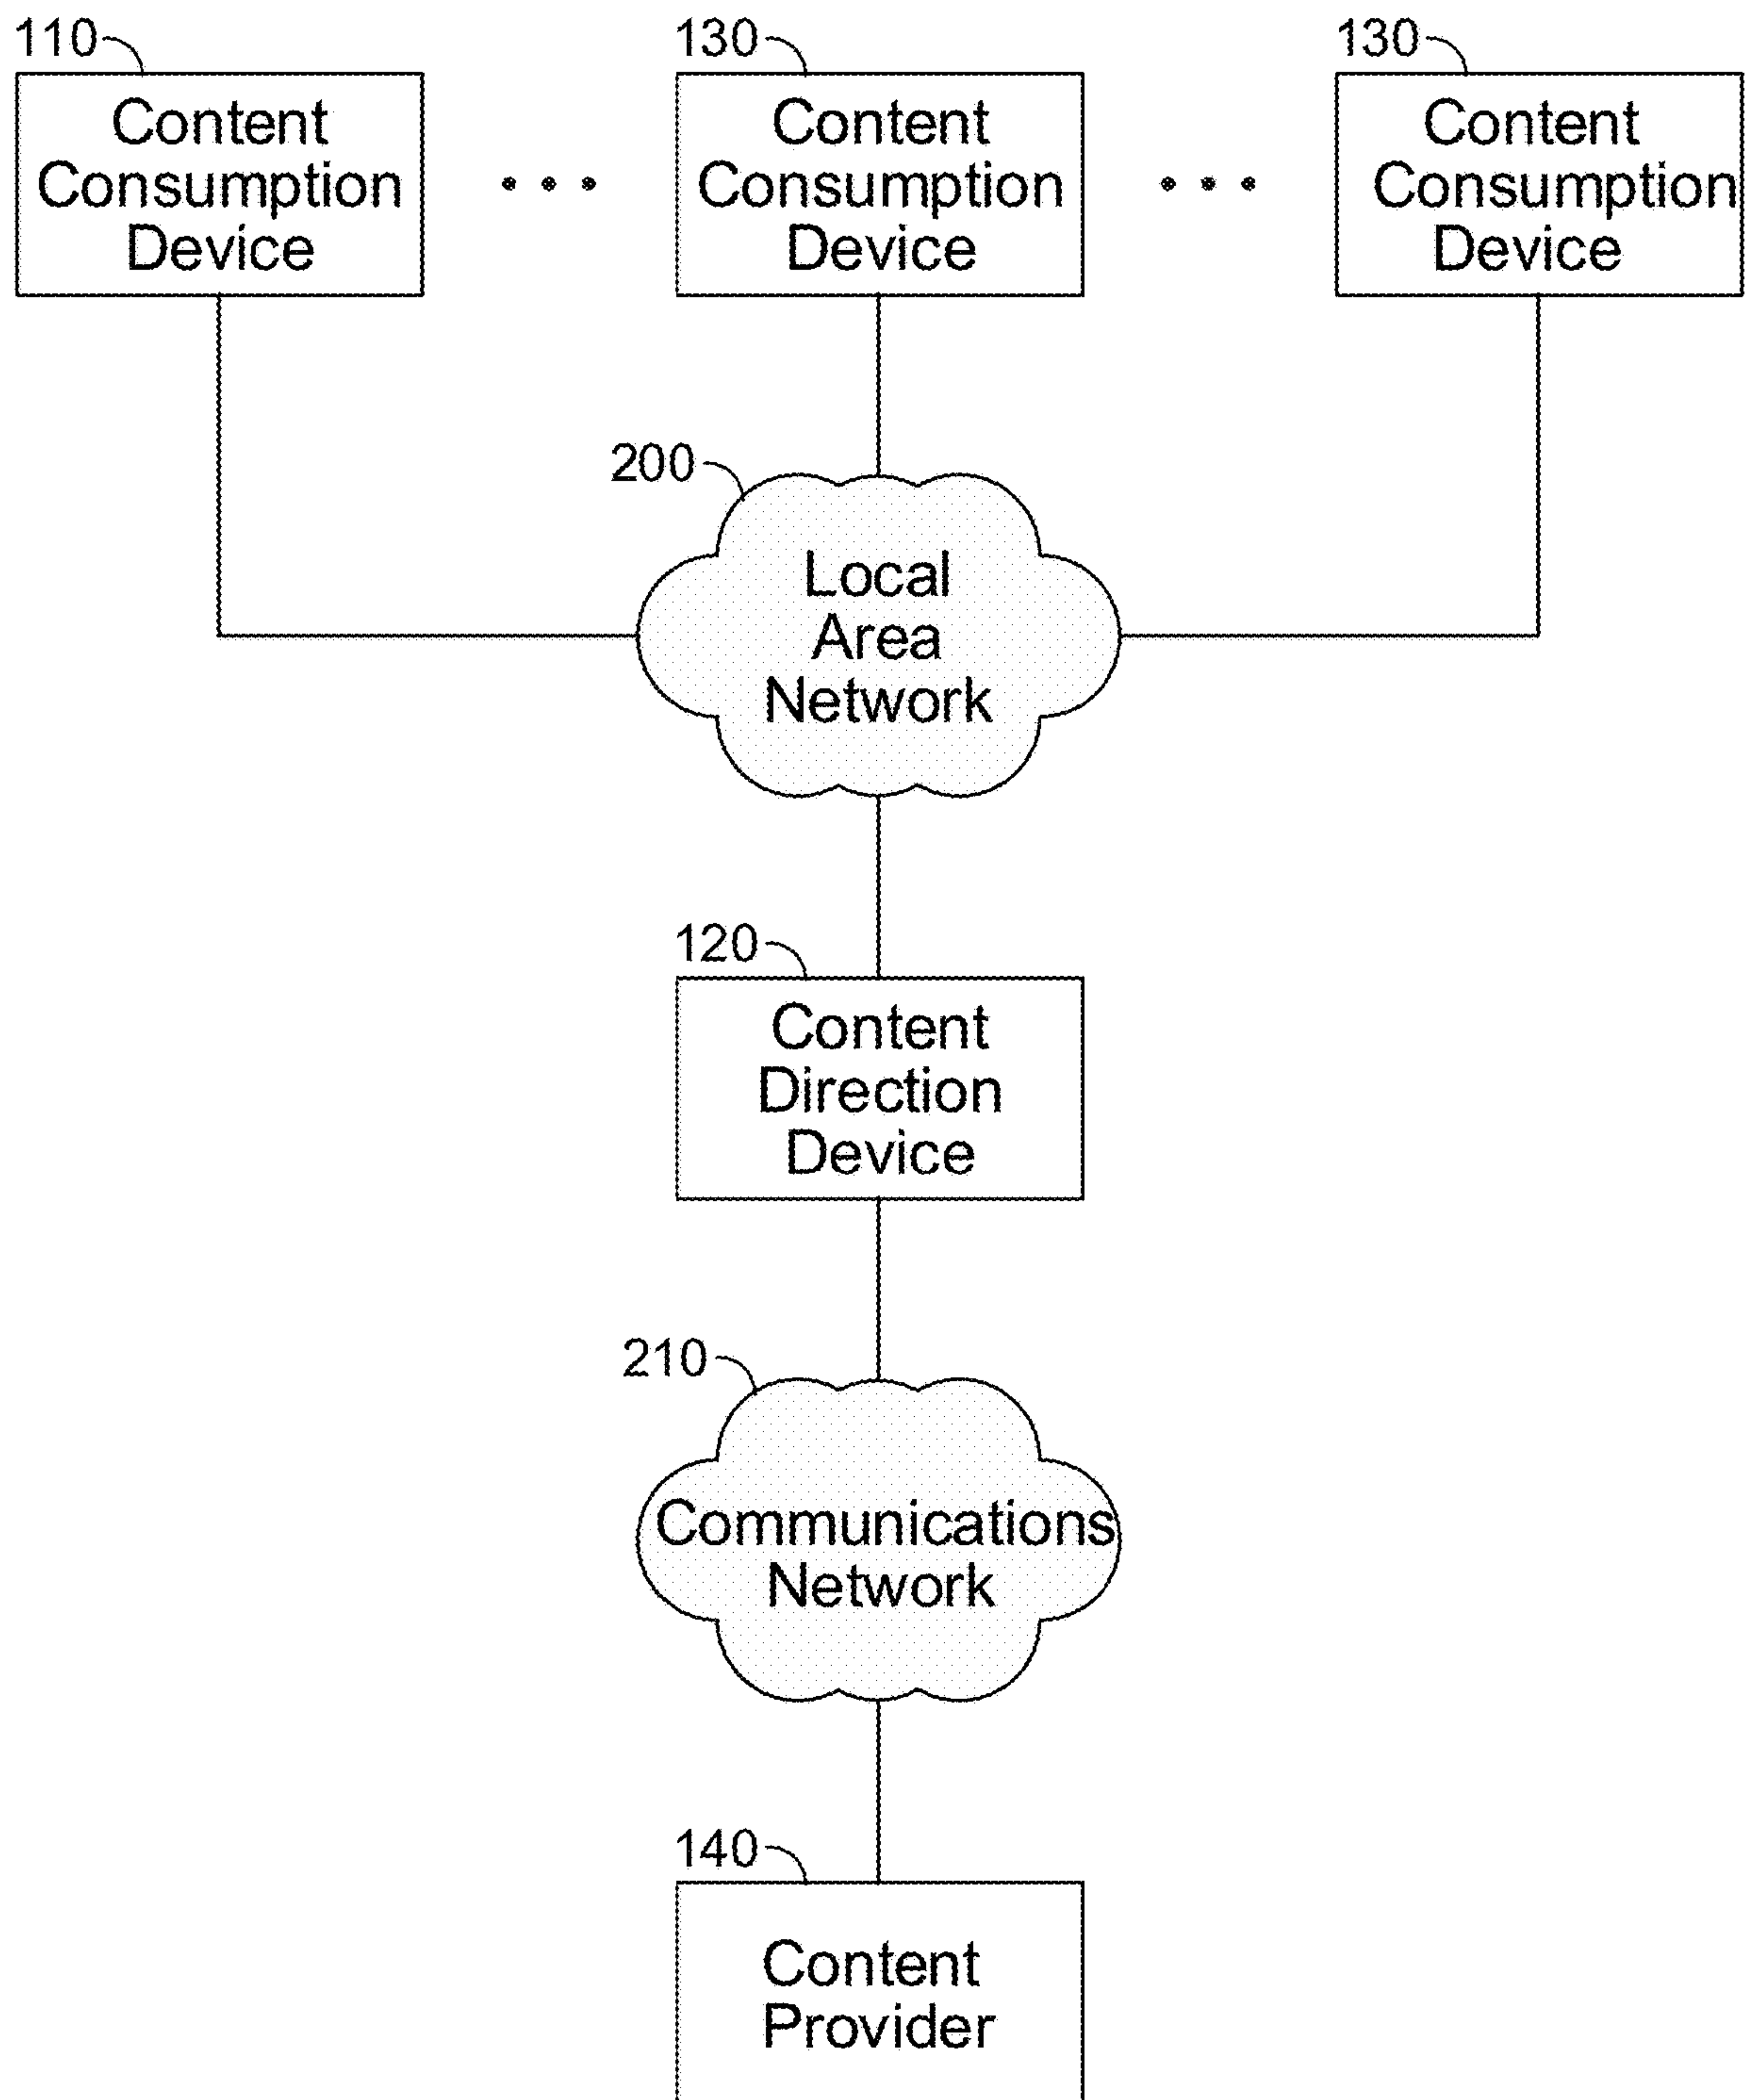 110
130
130
Content
Consumption
Device
Content
Consumption
Device
Content
Consumption
Device
200
Local
Area
Network
120
Content
Direction
Device
210
Communications
Network
140
Content
Provider